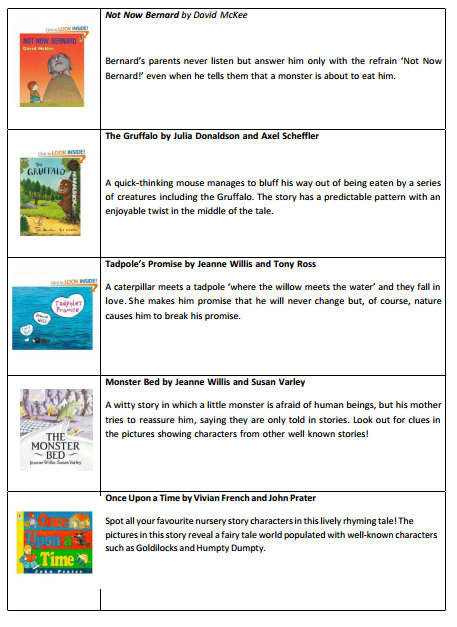 Not Now Bernard by David McKee
Click to LOOK INSIDE!
NOT NOW, BERNARD
David McKee
Bernard's parents never listen but answer him only with the refrain 'Not Now
Bernard!' even when he tells them that a monster is about to eat him.
The Gruffalo by Julia Donaldson and Axel Scheffler
Click to LOOK INSIDE!
THE
GRUFFALO
A quick-thinking mouse manages to bluff his way out of being eaten by a series
of creatures including the Gruffalo. The story has a predictable pattern with an
enjoyable twist in the middle of the tale.
Tadpole's Promise by Jeanne Willis and Tony Ross
Click to LOOK INSIDE!
Tadpole's
Promise
A caterpillar meets a tadpole 'where the willow meets the water' and they fall in
love. She makes him promise that he will never change but, of course, nature
causes him to break his promise.
Monster Bed by Jeanne Willis and Susan Varley
THE
MONSTER
BED
Jeanne Willis Susan Varley
A witty story in which a little monster is afraid of human beings, but his mother
tries to reassure him, saying they are only told in stories. Look out for clues in
the pictures showing characters from other well known stories!
Once Upon a Time by Vivian French and John Prater
Once
Upon a
Time
John Prater
Spot all your favourite nursery story characters in this lively rhyming tale! The
pictures in this story reveal a fairy tale world populated with well-known characters
such as Goldilocks and Humpty Dumpty.